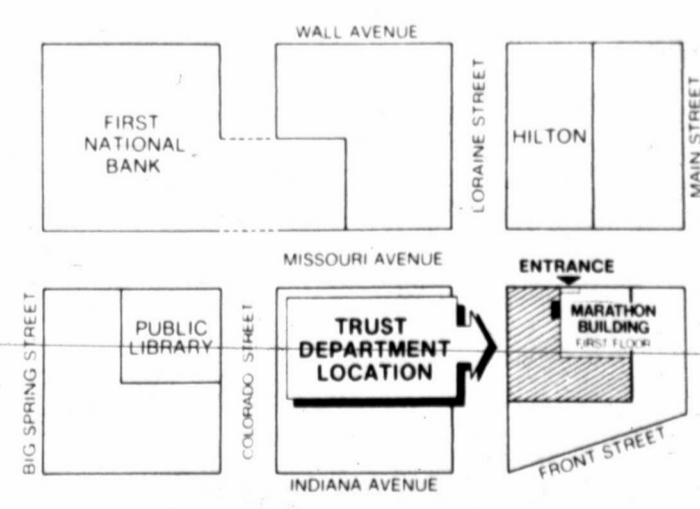 WALL AVENUE
FIRST
NATIONAL
BANK
LORAINE STREET
HILTON
MAIN STREET
MISSOURI AVENUE
ENTRANCE
BIG SPRING STREET
PUBLIC
LIBRARY
COLORADO STREET
TRUST
DEPARTMENT
LOCATION
MARATHON
BUILDING
FIRST FLOOR
FRONT STREET
INDIANA AVENUE